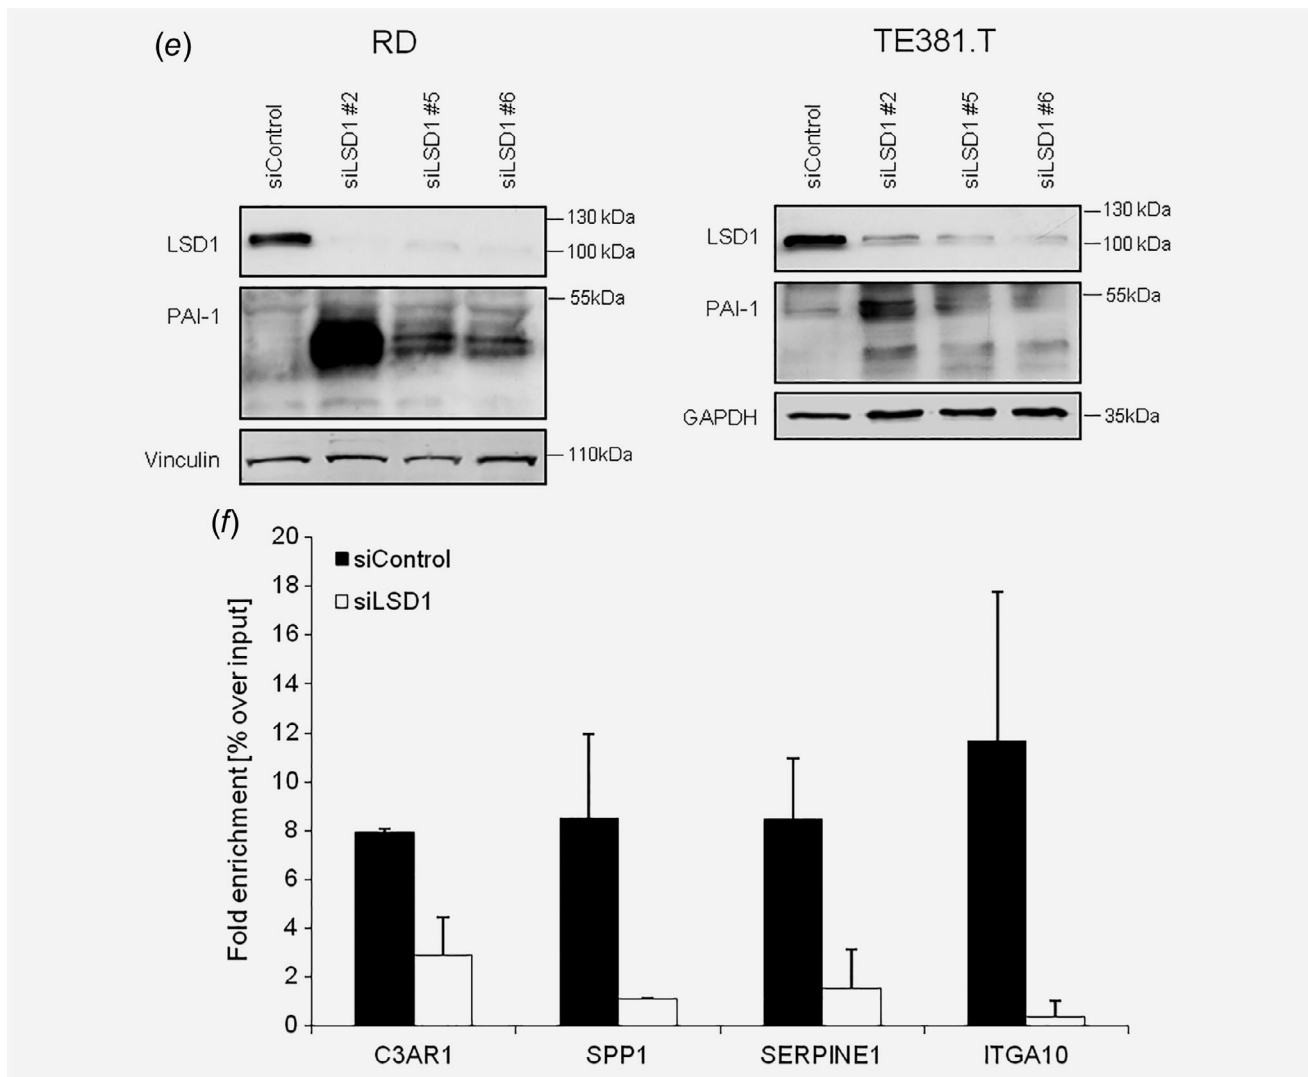 (e)
RD
TE381.T
siControl
siLSD1 #2
siLSD1 #5
siLSD1 #6
siControl
siLSD1 #2
siLSD1 #5
siLSD1 #6
LSD1
130 kDa
100 kDa
PAI-1
55kDa
Vinculin
110kDa
LSD1
130 kDa
100 kDa
PAI-1
55kDa
GAPDH
35kDa
(f)
Fold enrichment [% over input]
20
18
16
14
12
10
8
6
4
2
0
siControl
siLSD1
C3AR1
SPP1
SERPINE1
ITGA10